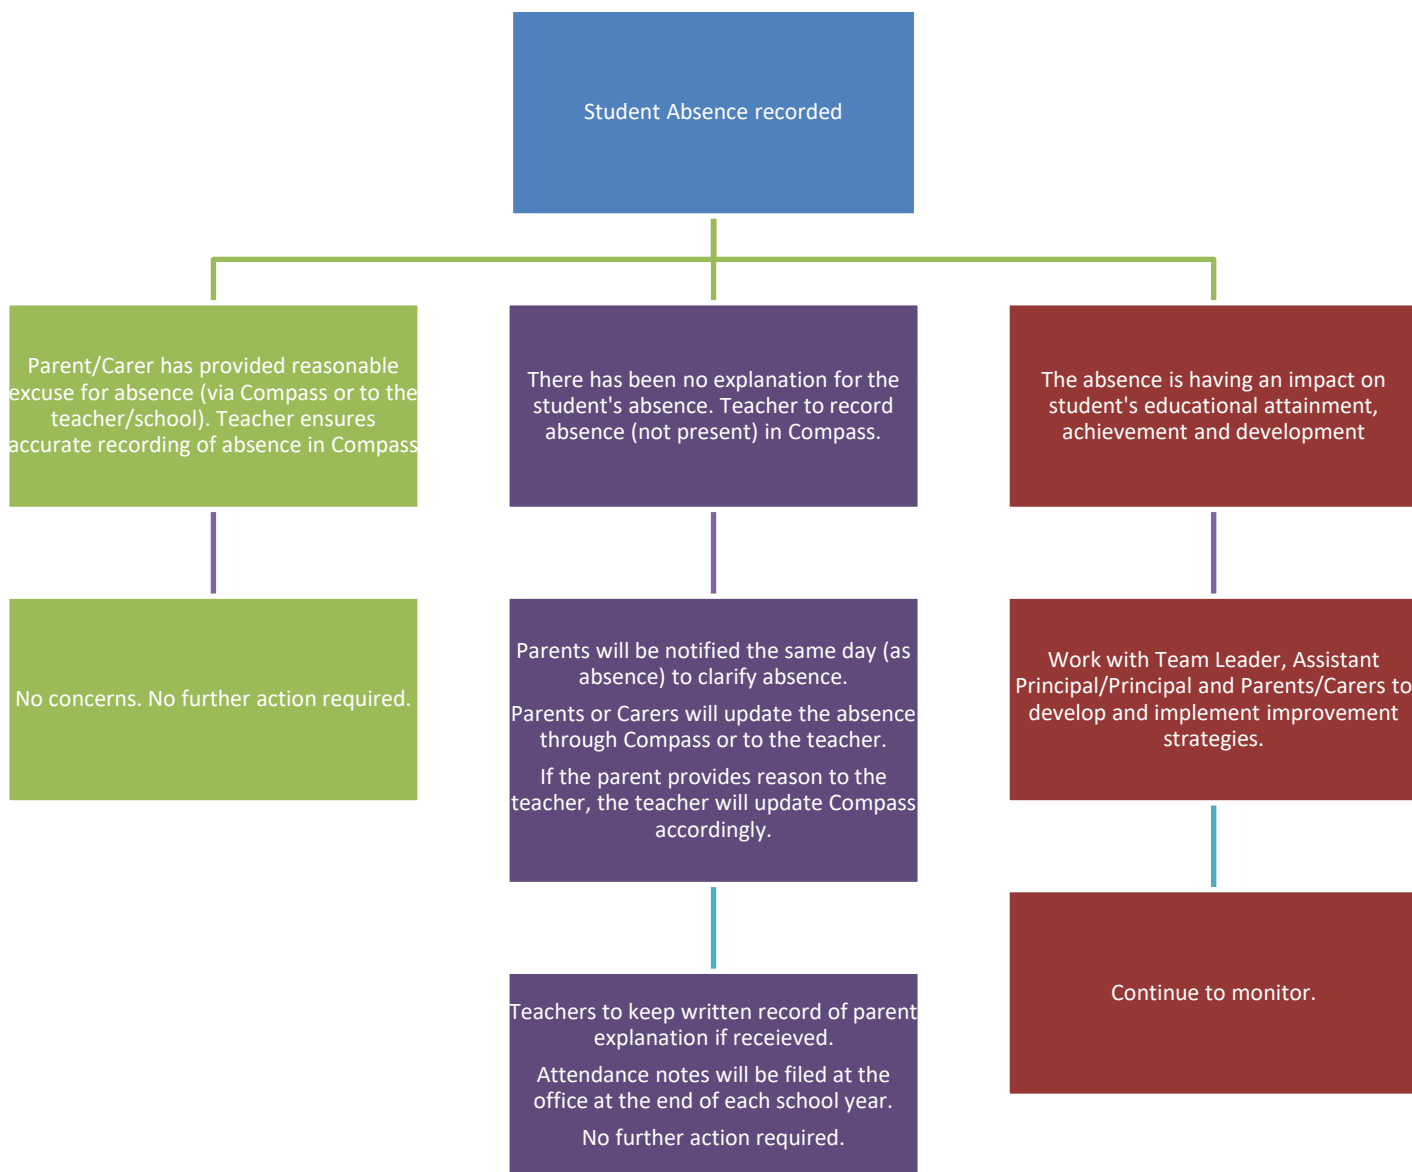 Student Absence recorded
Parent/Carer has provided reasonable
excuse for absence (via Compass or to the
teacher/school). Teacher ensures
accurate recording of absence in Compass
There has been no explanation for the
student's absence. Teacher to record
absence (not present) in Compass.
The absence is having an impact on
student's educational attainment,
achievement and development
No concerns. No further action required.
Parents will be notified the same day (as
absence) to clarify absence.
Parents or Carers will update the absence
through Compass or to the teacher.
If the parent provides reason to the
teacher, the teacher will update Compass
accordingly.
Work with Team Leader, Assistant
Principal/Principal and Parents/Carers to
develop and implement improvement
strategies.
Teachers to keep written record of parent
explanation if receieved.
Attendance notes will be filed at the
office at the end of each school year.
No further action required.
Continue to monitor.